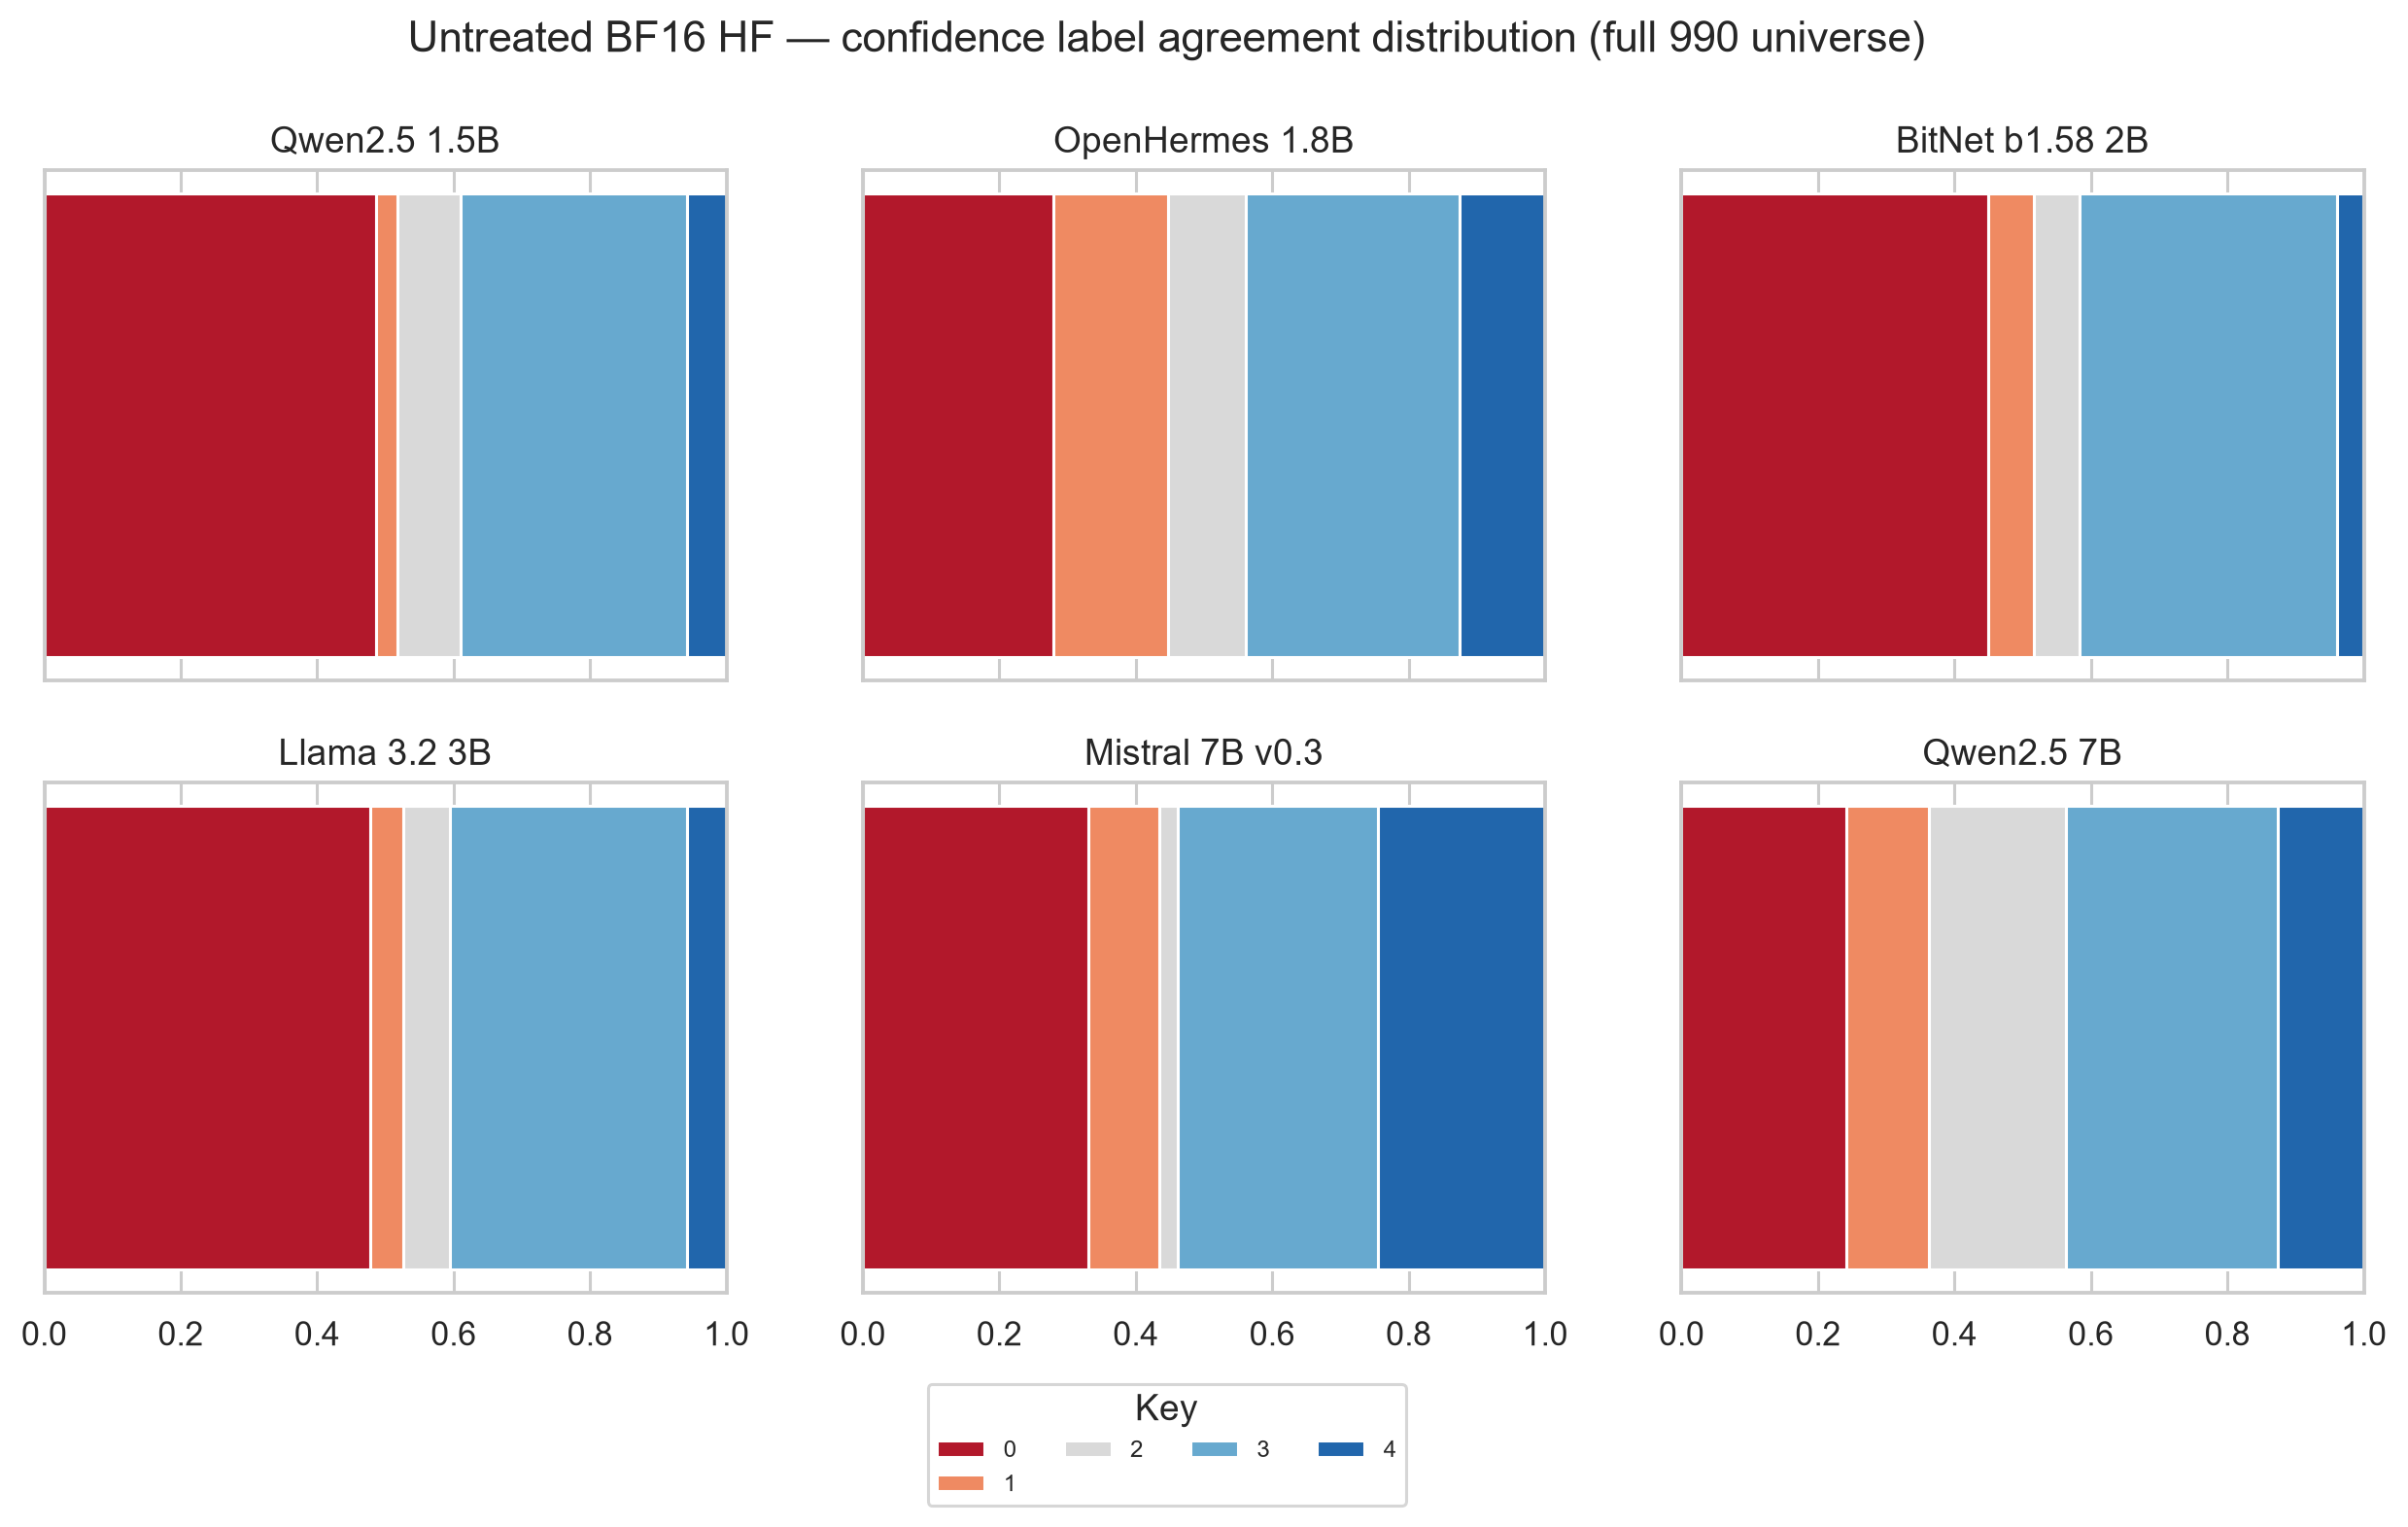 Untreated BF16 HF — confidence label agreement distribution (full 990 universe)
Qwen2.5 1.5B
OpenHermes 1.8B
BitNet b1.58 2B
Llama 3.2 3B
Mistral 7B v0.3
Qwen2.5 7B
0.0 0.2 0.4 0.6 0.8 1.0
0.0 0.2 0.4 0.6 0.8 1.0
0.0 0.2 0.4 0.6 0.8 1.0
Key
0 2 3 4
1